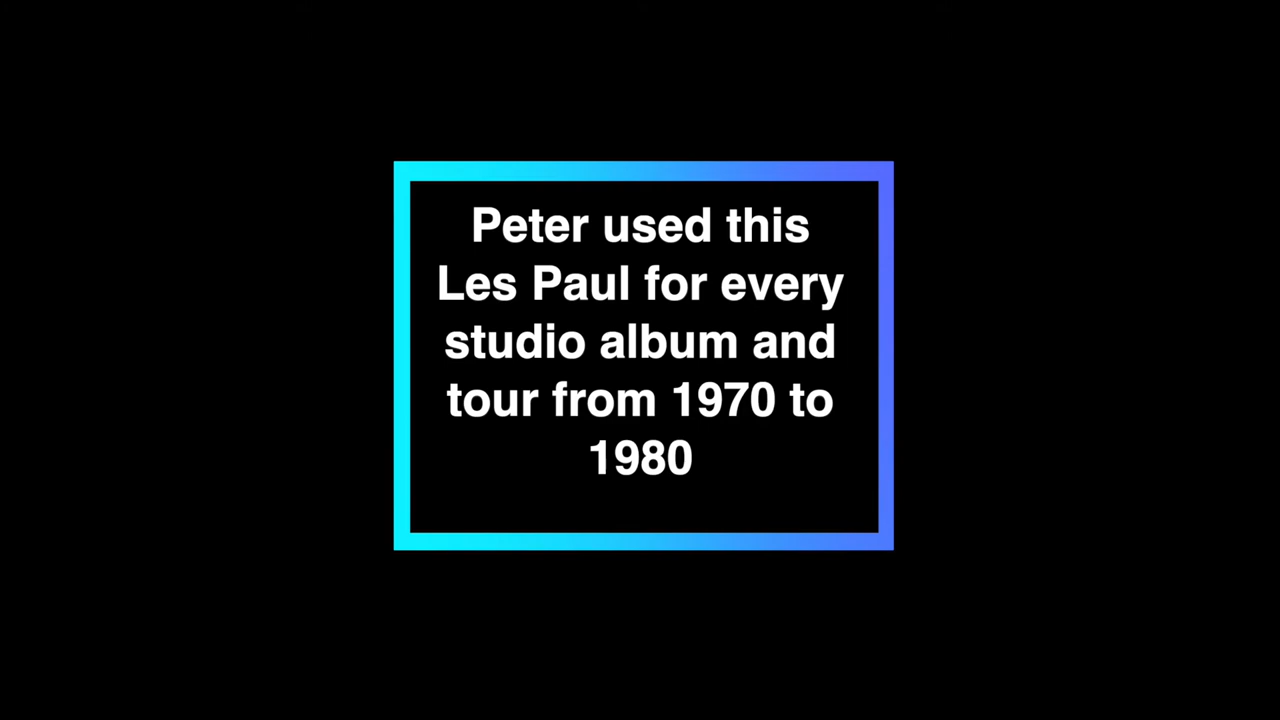 Peter used this
Les Paul for every
studio album and
tour from 1970 to
1980